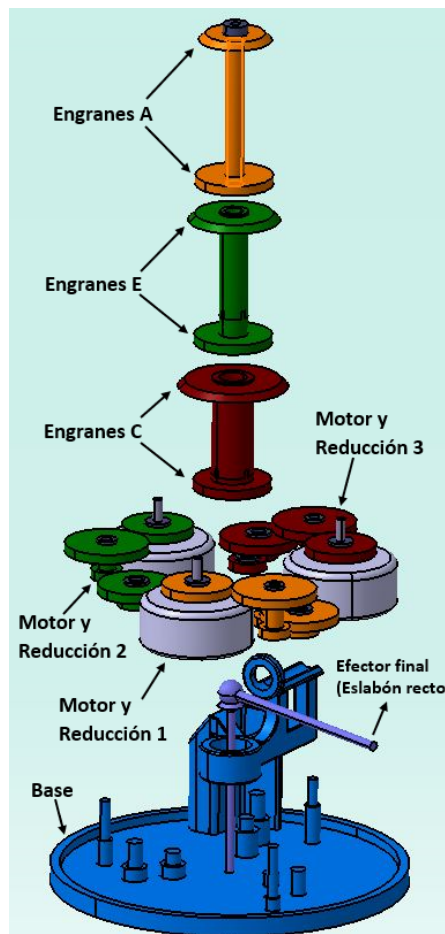 Engranes A
Engranes E
Engranes C
Motor y
Reducción 3
Motor y
Reducción 2
Motor y
Reducción 1
Efector final
(Eslabón recto)
Base